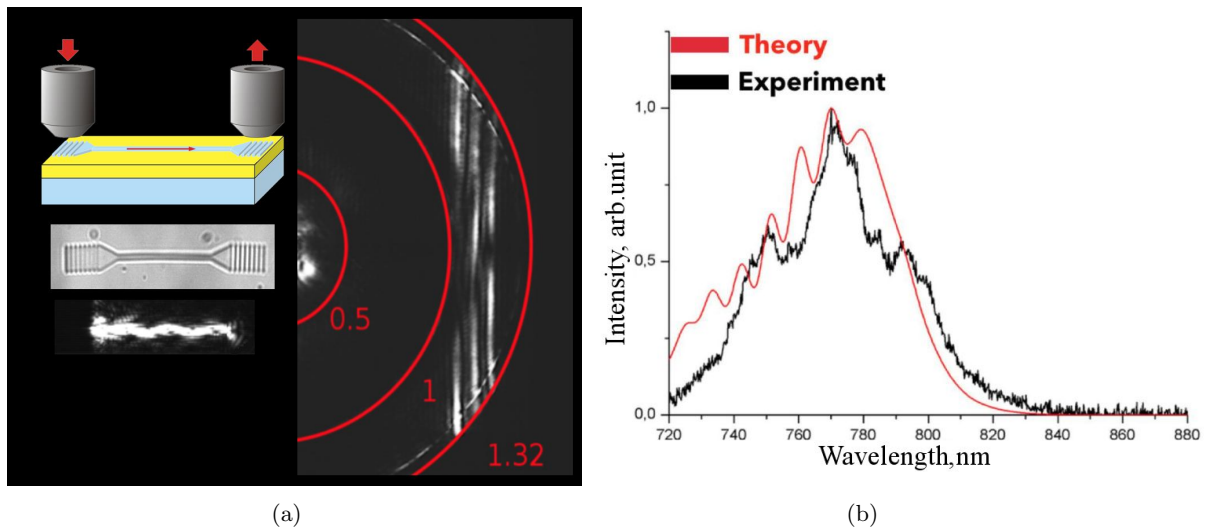 0.5
1
1.32
(a)
Theory
Experiment
Intensity, arb.unit
1,0
0,5
0,0
720 740 760 780 800 820 840 860 880
Wavelength,nm
(b)